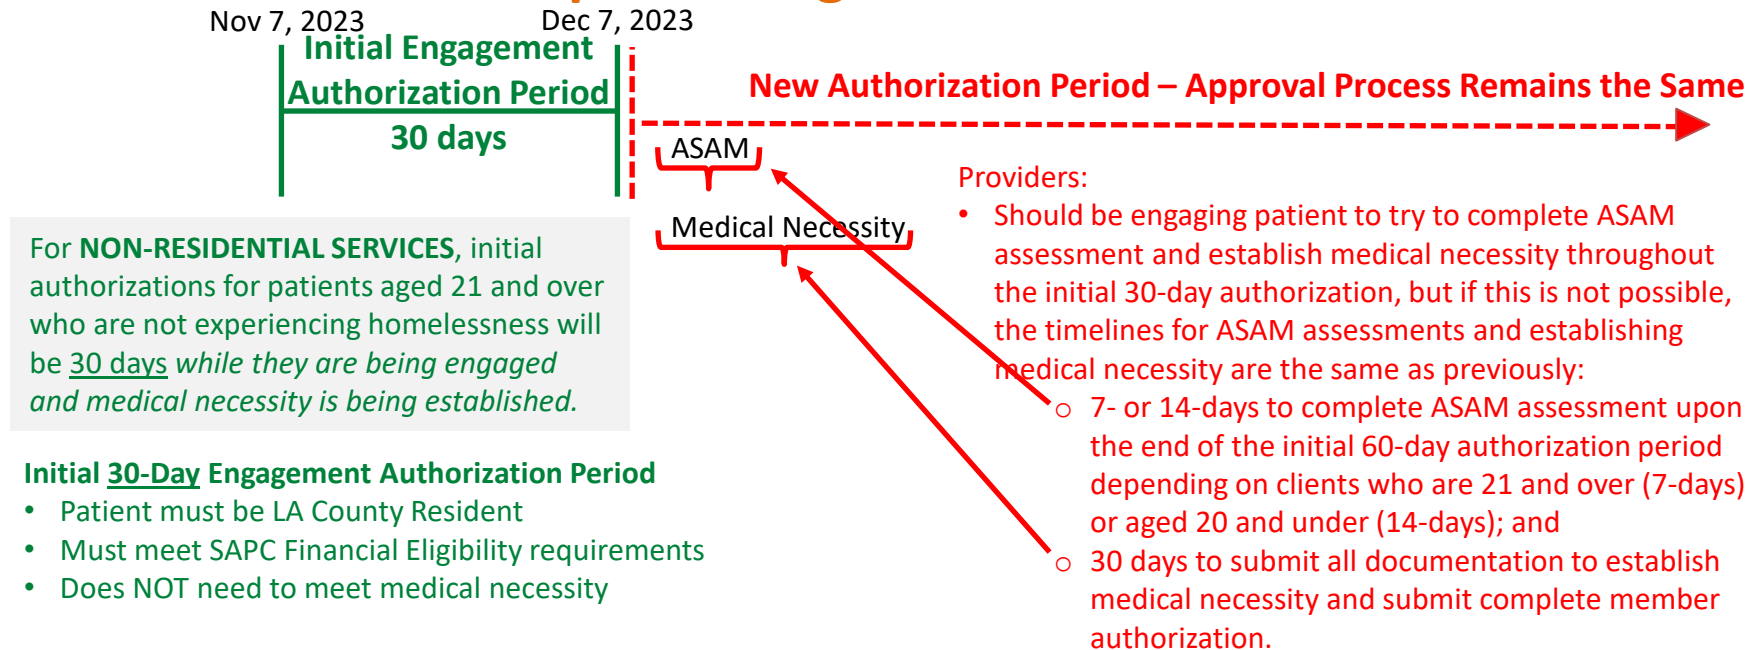 Nov 7, 2023
Dec 7, 2023
Initial Engagement
Authorization Period
30 days
New Authorization Period – Approval Process Remains the Same
ASAM
Medical Necessity
For NON-RESIDENTIAL SERVICES, initial
authorizations for patients aged 21 and over
who are not experiencing homelessness will
be 30 days while they are being engaged
and medical necessity is being established.
Initial 30-Day Engagement Authorization Period
• Patient must be LA County Resident
• Must meet SAPC Financial Eligibility requirements
• Does NOT need to meet medical necessity
Providers:
• Should be engaging patient to try to complete ASAM
assessment and establish medical necessity throughout
the initial 30-day authorization, but if this is not possible,
the timelines for ASAM assessments and establishing
medical necessity are the same as previously:
o 7- or 14-days to complete ASAM assessment upon
the end of the initial 60-day authorization period
depending on clients who are 21 and over (7-days)
or aged 20 and under (14-days); and
o 30 days to submit all documentation to establish
medical necessity and submit complete member
authorization.